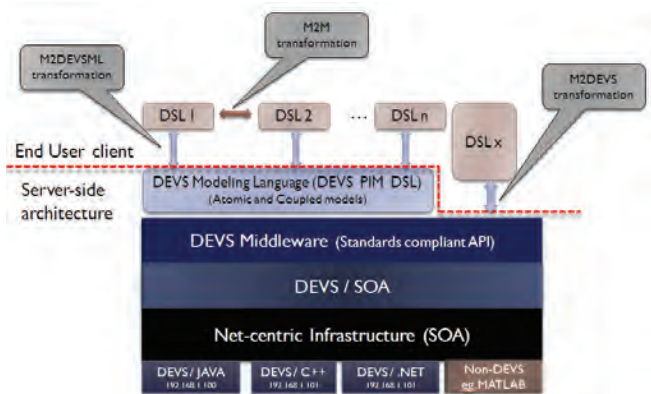 M2DEVSML
transformation
M2M
transformation
M2DEVS
transformation
DSL 1
DSL 2
...
DSL n
DSL x
End User client
Server-side
architecture
DEVS Modeling Language (DEVS PIM DSL)
(Atomic and Coupled models)
DEVS Middleware (Standards compliant API)
DEVS / SOA
Net-centric Infrastructure (SOA)
DEVS/ JAVA
192.168.1.100
DEVS/ C++
192.168.1.101
DEVS/ .NET
192.168.1.101
Non-DEVS
eg.MATLAB